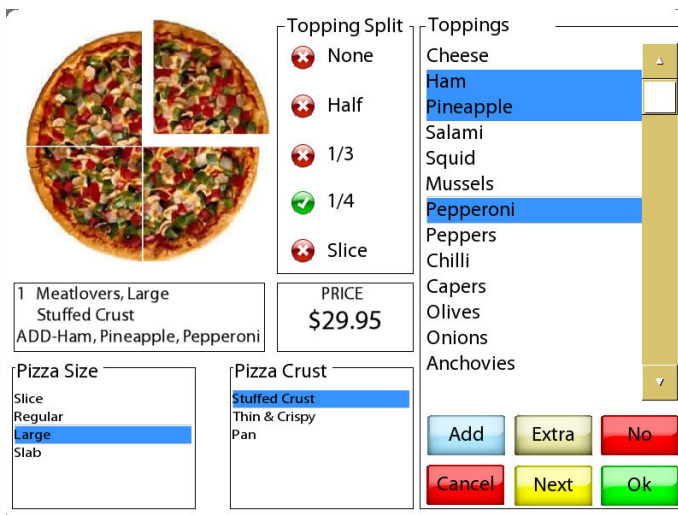 Topping Split
None
Half
1/3
1/4
Slice
Toppings
Cheese
Ham
Pineapple
Salami
Squid
Mussels
Pepperoni
Peppers
Chilli
Capers
Olives
Onions
Anchovies
1 Meatlovers, Large
Stuffed Crust
ADD-Ham, Pineapple, Pepperoni
PRICE
$29.95
Pizza Size
Slice
Regular
Large
Slab
Pizza Crust
Stuffed Crust
Thin & Crispy
Pan
Add
Extra
No
Cancel
Next
Ok